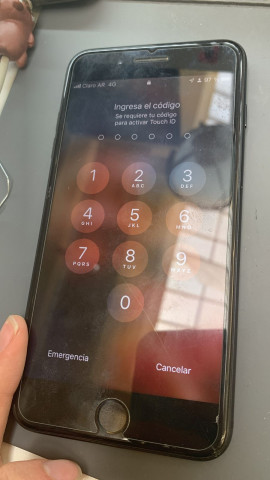 Claro AR 4G
Ingresa el código
Se requiere tu código
para activar Touch ID
1 2 3
ABC DEF
4 5 6
GHI JKL MNO
7 8 9
PQRS TUV WXYZ
0
Emergencia Cancelar